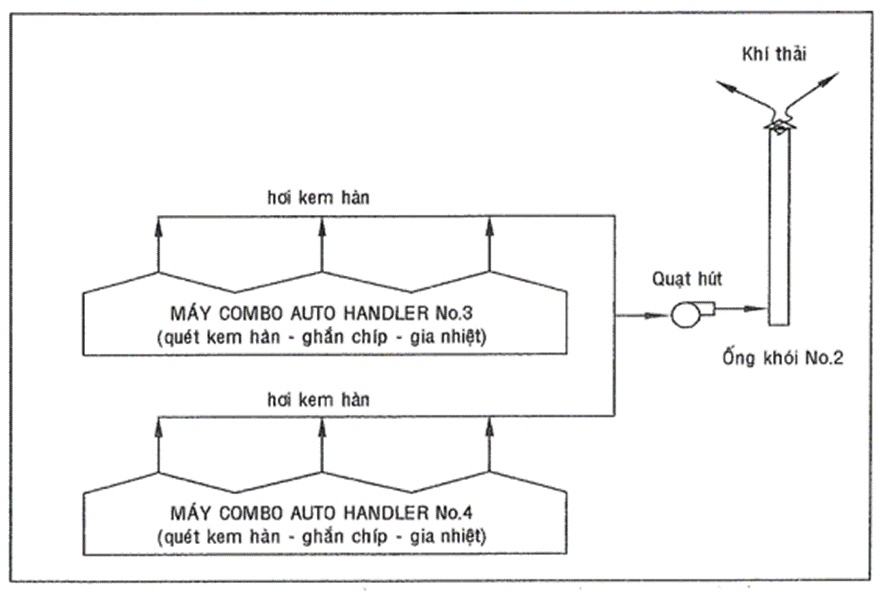 Khí thải
hơi kem hàn
Quạt hút
MÁY COMBO AUTO HANDLER No.3
(quét kem hàn - ghắn chíp - gia nhiệt)
Ống khói No.2
hơi kem hàn
MÁY COMBO AUTO HANDLER No.4
(quét kem hàn - ghắn chíp - gia nhiệt)